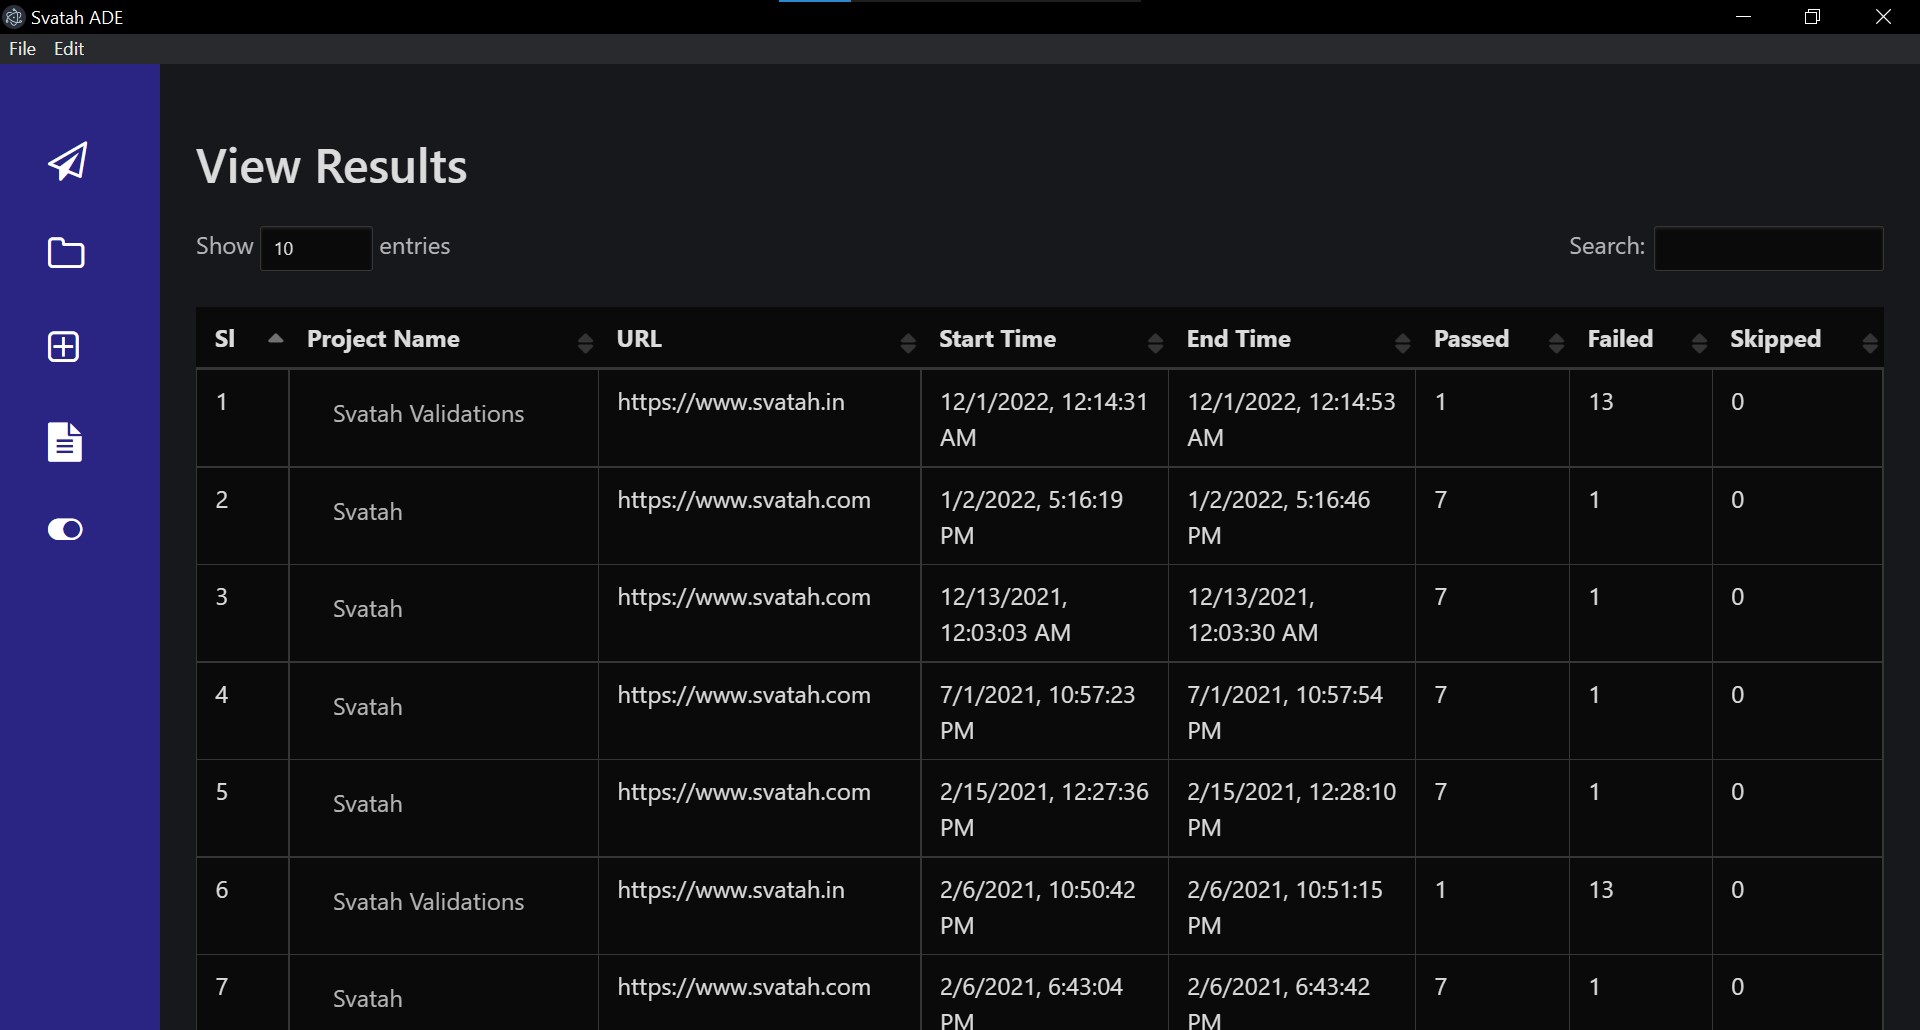 Svatah ADE
File Edit
View Results
Show 10 entries
Search:
Sl Project Name URL Start Time End Time Passed Failed Skipped
1 Svatah Validations https://www.svatah.in 12/1/2022, 12:14:31 AM 12/1/2022, 12:14:53 AM 1 13 0
2 Svatah https://www.svatah.com 1/2/2022, 5:16:19 PM 1/2/2022, 5:16:46 PM 7 1 0
3 Svatah https://www.svatah.com 12/13/2021, 12:03:03 AM 12/13/2021, 12:03:30 AM 7 1 0
4 Svatah https://www.svatah.com 7/1/2021, 10:57:23 PM 7/1/2021, 10:57:54 PM 7 1 0
5 Svatah https://www.svatah.com 2/15/2021, 12:27:36 PM 2/15/2021, 12:28:10 PM 7 1 0
6 Svatah Validations https://www.svatah.in 2/6/2021, 10:50:42 PM 2/6/2021, 10:51:15 PM 1 13 0
7 Svatah https://www.svatah.com 2/6/2021, 6:43:04 PM 2/6/2021, 6:43:42 PM 7 1 0